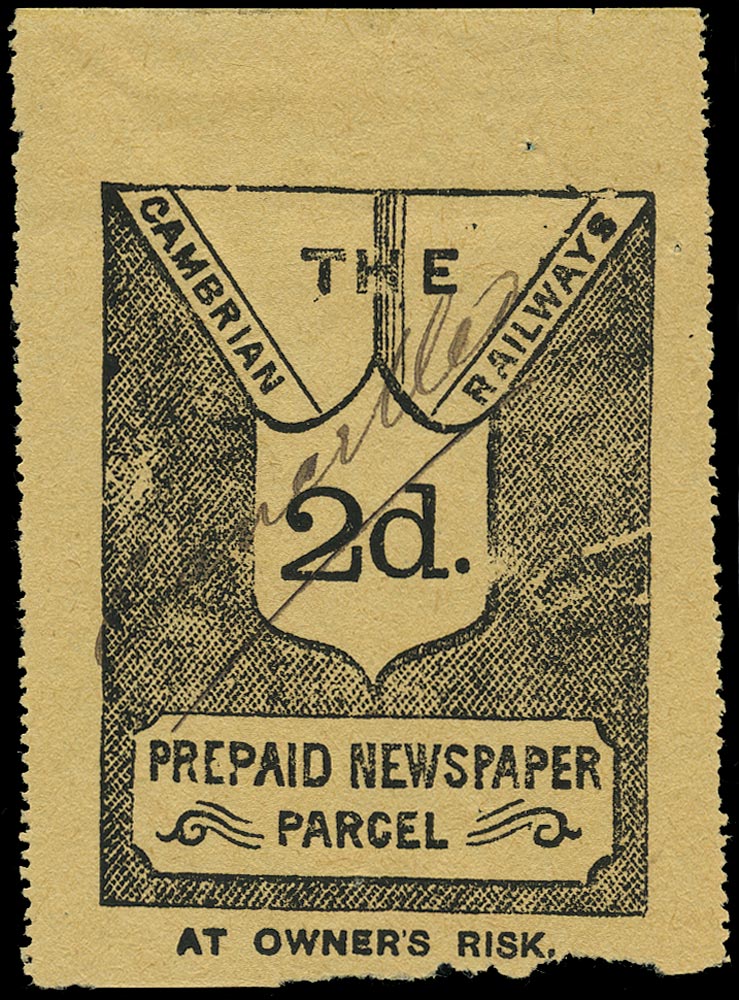 THE
CAMBRIAN
RAILWAYS
2d.
PREPAID NEWSPAPER
PARCEL
AT OWNER'S RISK.